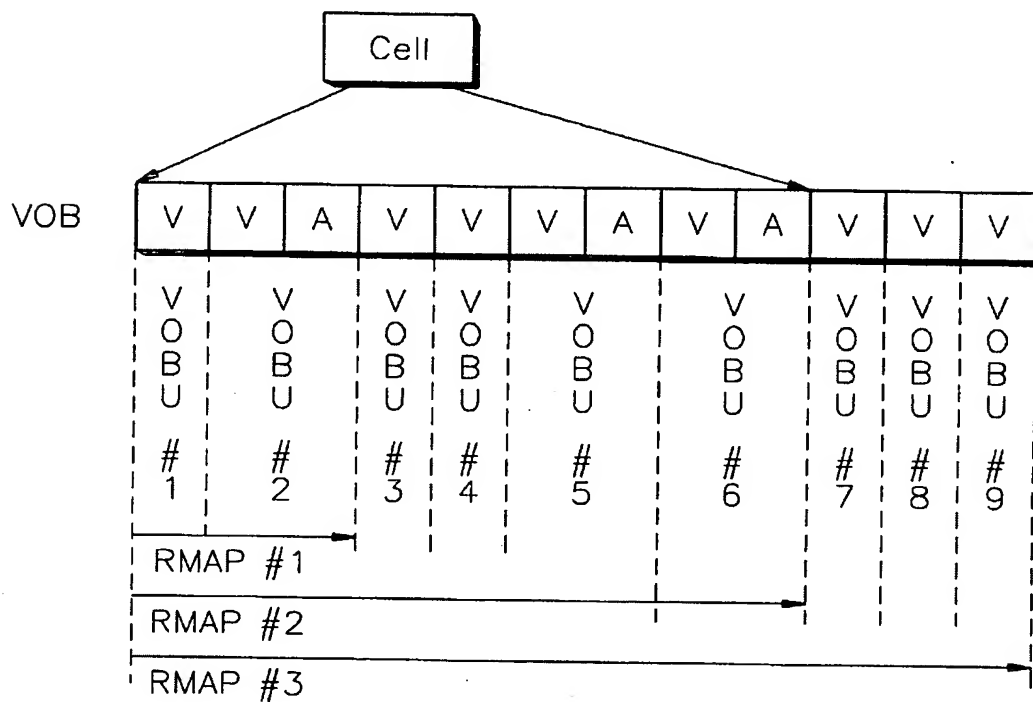 Cell
VOB V V A V V V A V A V V V
VOBU #1
VOBU #2
VOBU #3
VOBU #4
VOBU #5
VOBU #6
VOBU #7
VOBU #8
VOBU #9
RMAP #1
RMAP #2
RMAP #3